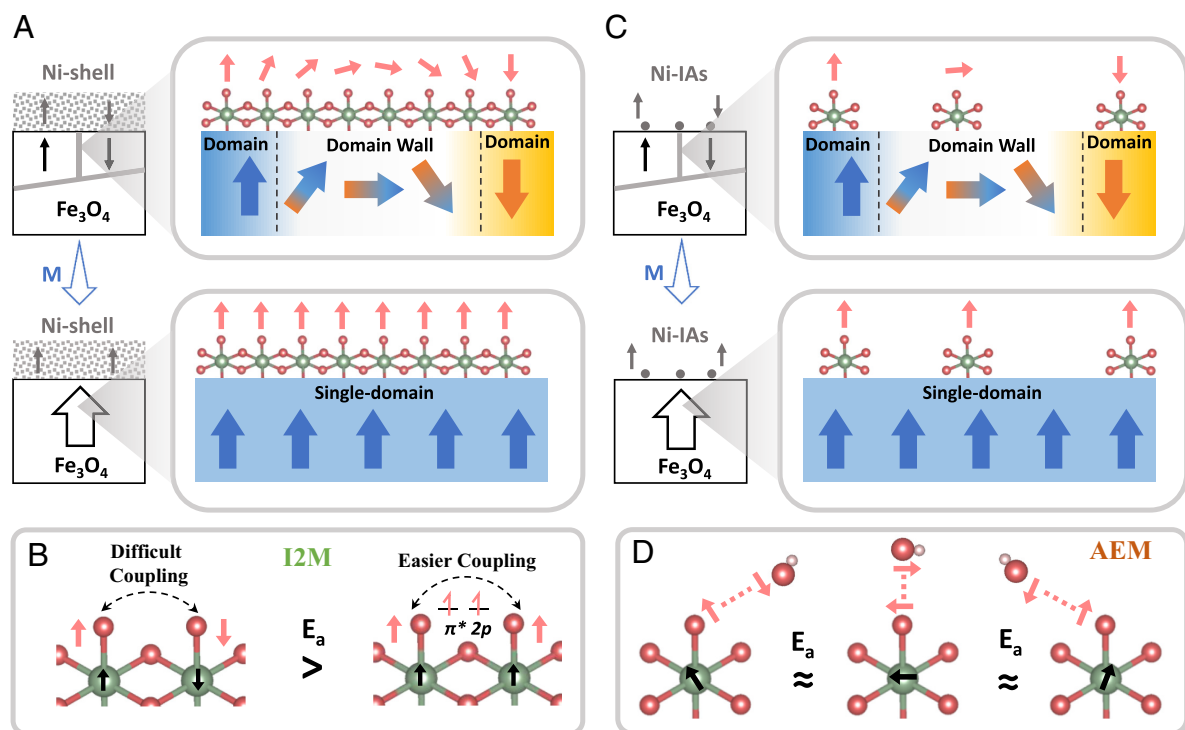 A
Ni-shell
Fe₃O₄
Domain
Domain Wall
Domain
M
Ni-shell
Fe₃O₄
Single-domain
C
Ni-IAs
Fe₃O₄
Domain
Domain Wall
Domain
M
Ni-IAs
Fe₃O₄
Single-domain
B
Difficult
Coupling
I2M
Easier Coupling
π* 2p
Eₐ
>
D
AEM
Eₐ
≈
Eₐ
≈